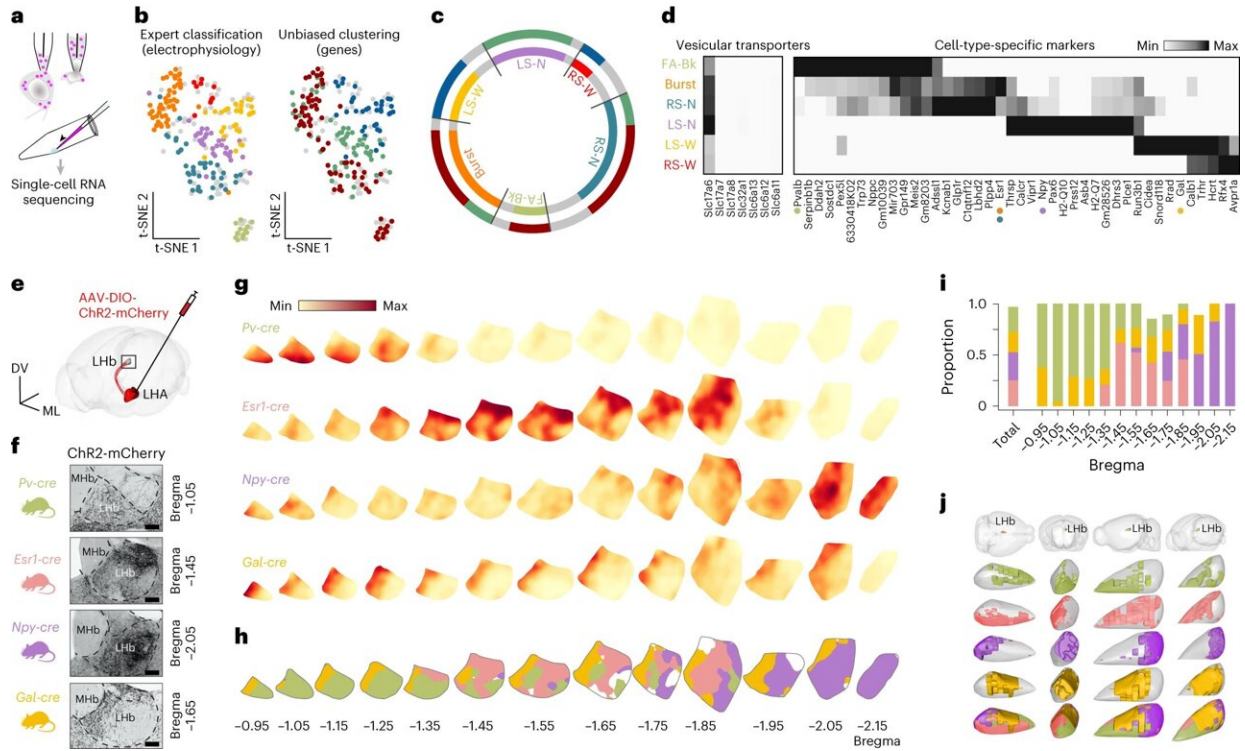 a
Single-cell RNA
sequencing
b
Expert classification
(electrophysiology)
Unbiased clustering
(genes)
t-SNE 2
t-SNE 1
t-SNE 2
t-SNE 1
c
LS-N
RS-W
RS-N
FA-Bk
Burst
LS-W
d
Vesicular transporters
Cell-type-specific markers
Min
Max
FA-Bk
Burst
RS-N
LS-N
LS-W
RS-W
Slc17a6
Slc17a7
Slc17a8
Slc32a1
Slc6a13
Slc6a12
Slc6a11
Pvalb
Serpinb1b
Ddah2
Sostdc1
Pex5l
6330418K02
Trp73
Nppc
Gm10039
Mir703
Gpr149
Meis2
Gm8203
Adssl1
Kcnab1
Glp1r
C1qtnf12
Lbhd2
Plpp4
Esr1
Thrsp
Calcr
Vipr1
Npy
Pax6
H2-Q10
Prss12
Asb4
H2-Q7
Gm28526
Dhrs3
Plce1
Run3b1
Cidea
Snord118
Rrad
Gal
Calb1
Trhr
Hcrt
Rfx4
Avpr1a
e
AAV-DIO-
ChR2-mCherry
LHb
LHA
DV
ML
f
ChR2-mCherry
Pv-cre
MHb
LHb
Bregma
−1.05
Esr1-cre
MHb
LHb
Bregma
−1.45
Npy-cre
MHb
LHb
Bregma
−2.05
Gal-cre
MHb
LHb
Bregma
−1.65
g
Min
Max
Pv-cre
Esr1-cre
Npy-cre
Gal-cre
h
−0.95 −1.05 −1.15 −1.25 −1.35 −1.45 −1.55 −1.65 −1.75 −1.85 −1.95 −2.05 −2.15
Bregma
i
Proportion
1.0
0.5
0
Total −0.95 −1.05 −1.15 −1.25 −1.35 −1.45 −1.55 −1.65 −1.75 −1.85 −1.95 −2.05 −2.15
Bregma
j
LHb
LHb
LHb
LHb